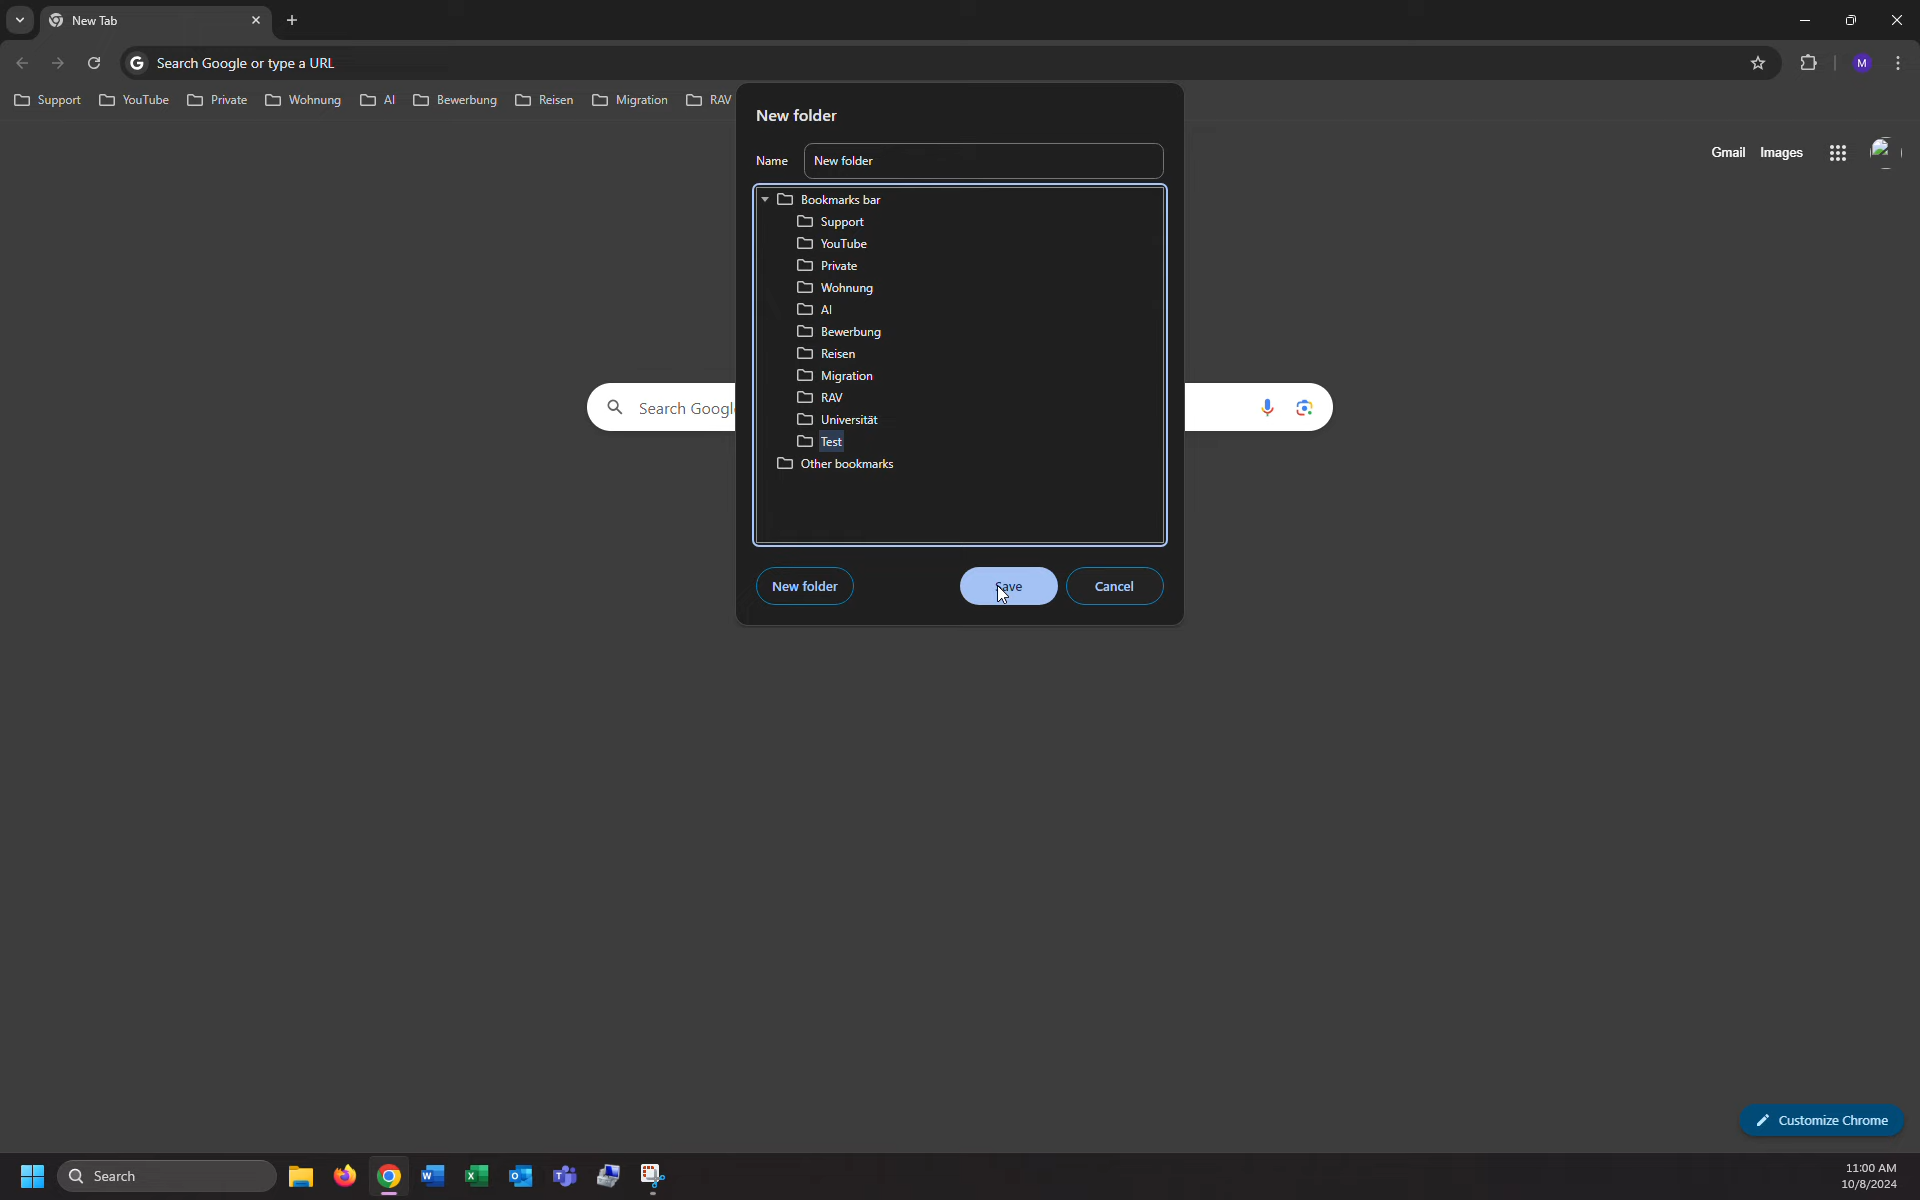 New Tab
Search Google or type a URL
Support YouTube Private Wohnung AI Bewerbung Reisen Migration RAV
New folder
Name New folder
Gmail Images
Bookmarks bar
Support
YouTube
Private
Wohnung
AI
Bewerbung
Reisen
Migration
RAV
Universität
Test
Other bookmarks
Search Googl
New folder Save Cancel
Customize Chrome
Search
11:00 AM
10/8/2024